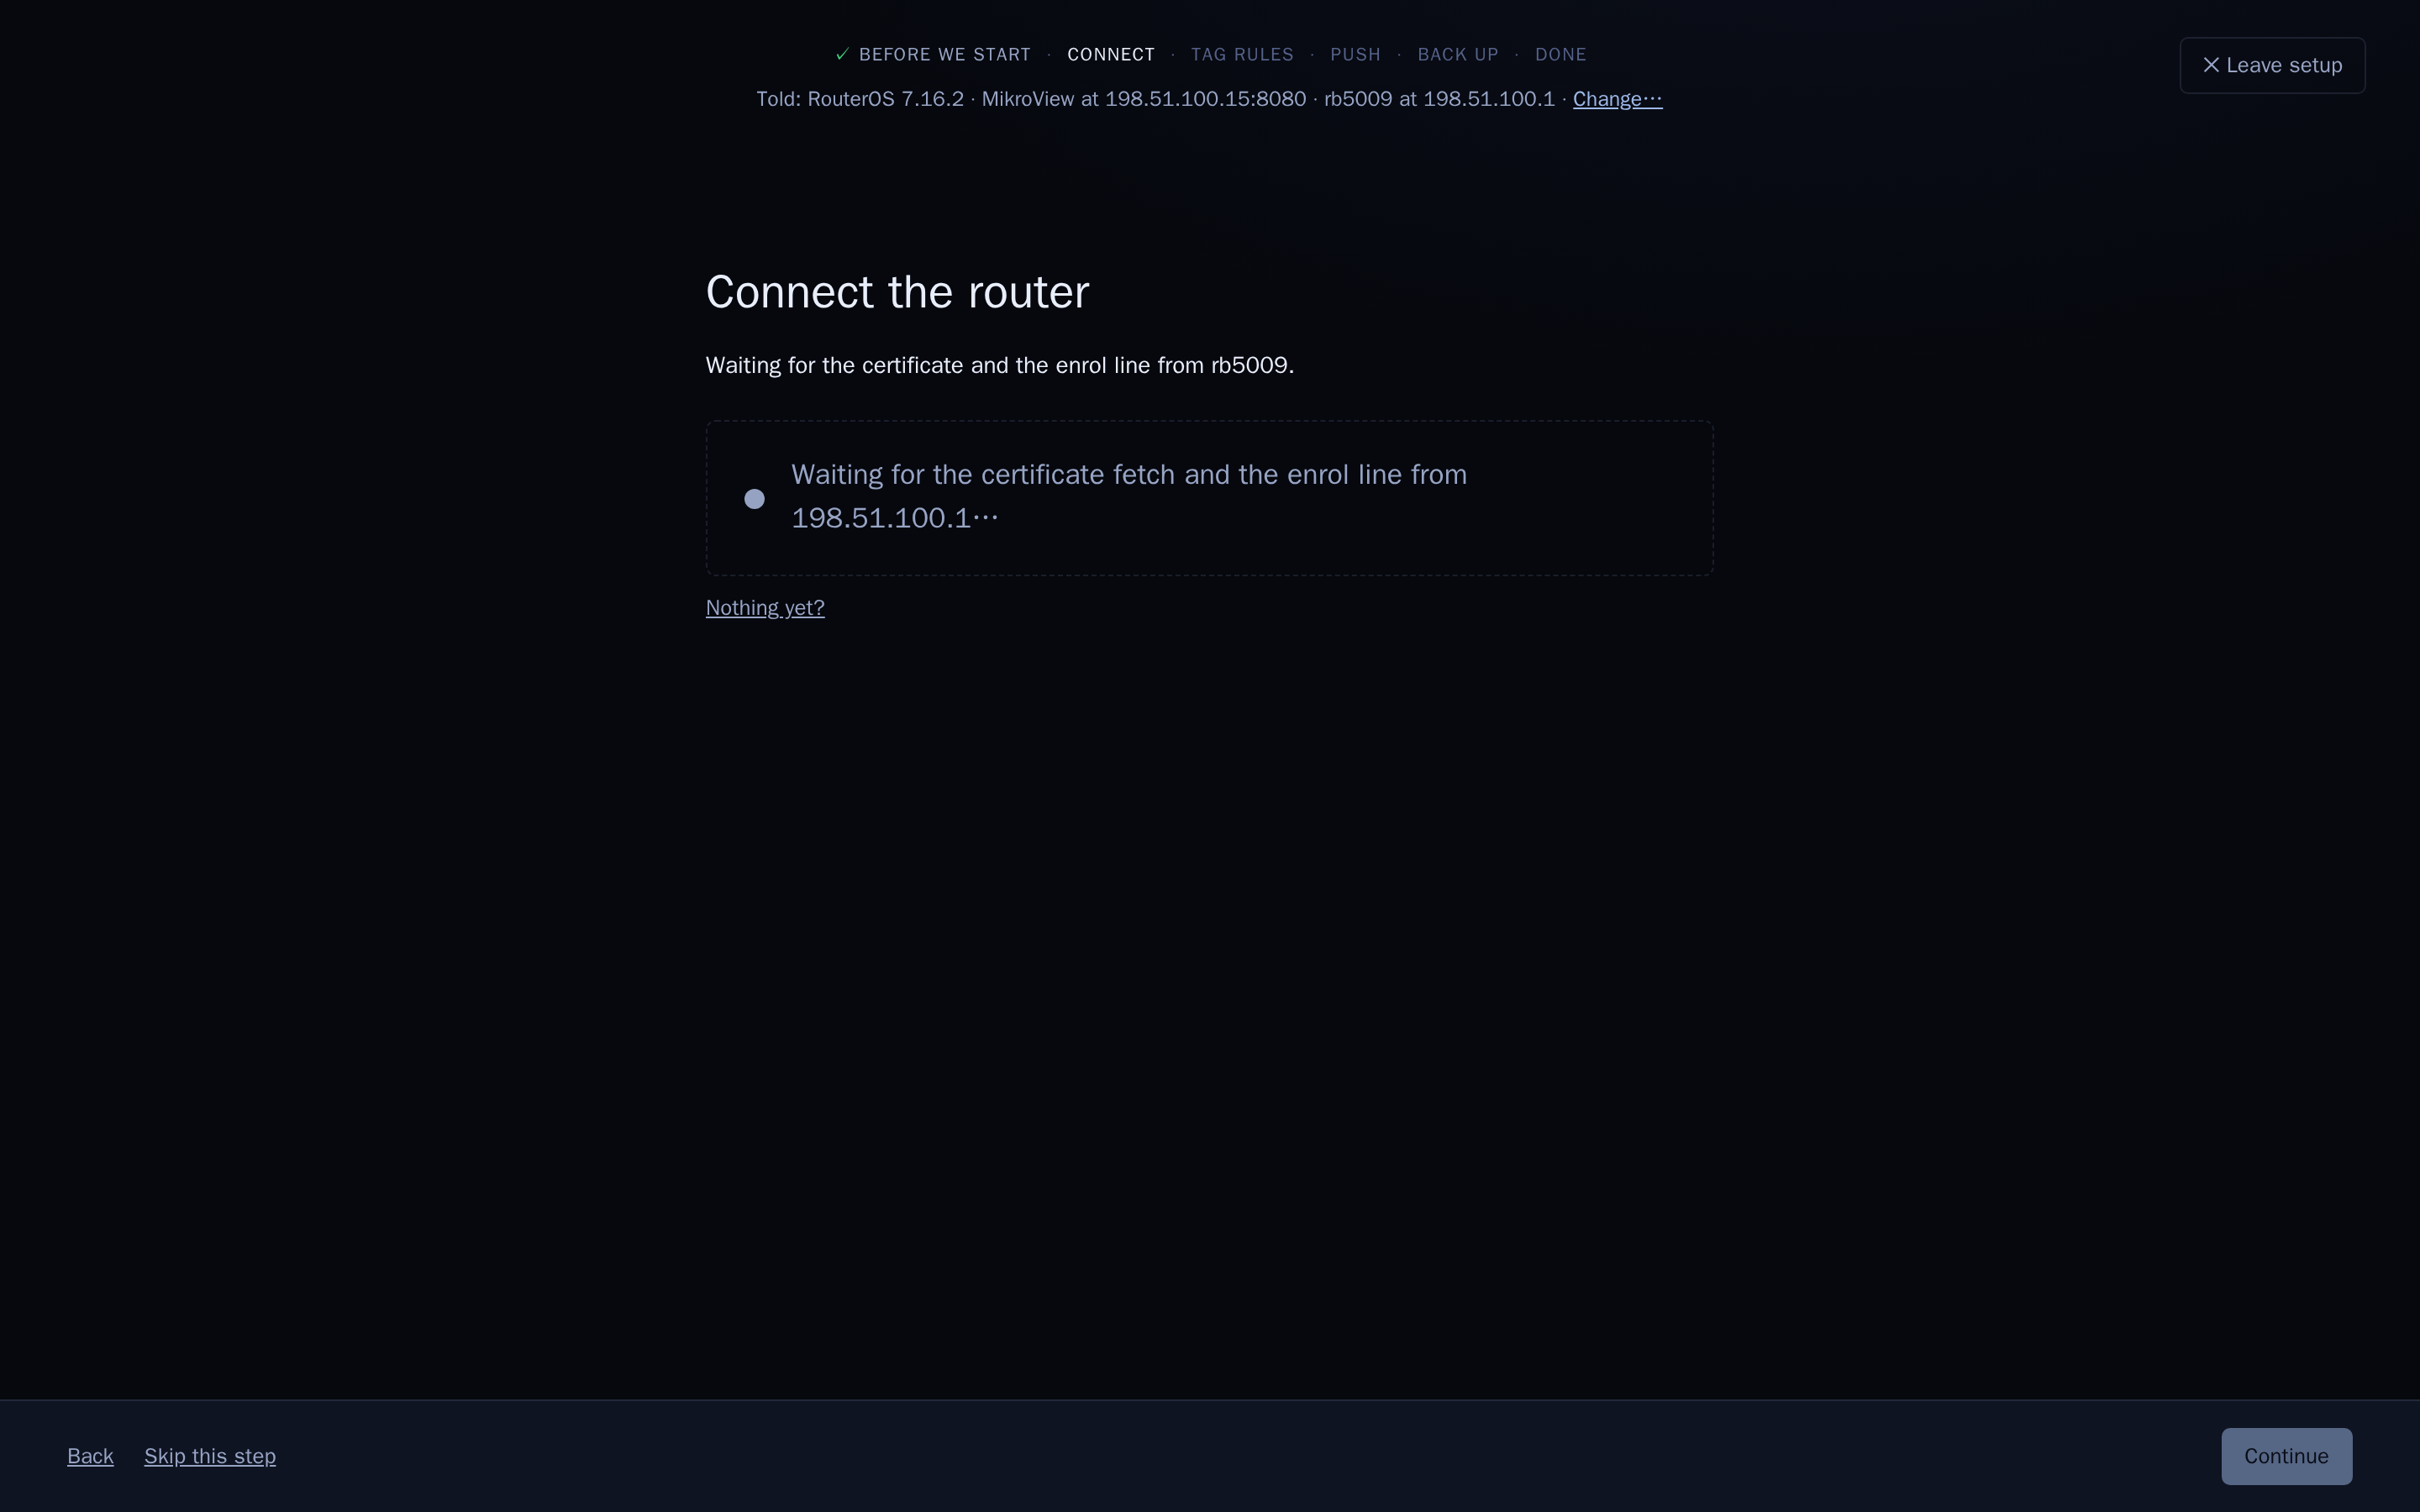 ✓ BEFORE WE START · CONNECT · TAG RULES · PUSH · BACK UP · DONE
Told: RouterOS 7.16.2 · MikroView at 198.51.100.15:8080 · rb5009 at 198.51.100.1 · Change…
✕ Leave setup
Connect the router
Waiting for the certificate and the enrol line from rb5009.
Waiting for the certificate fetch and the enrol line from
198.51.100.1…
Nothing yet?
Back Skip this step Continue